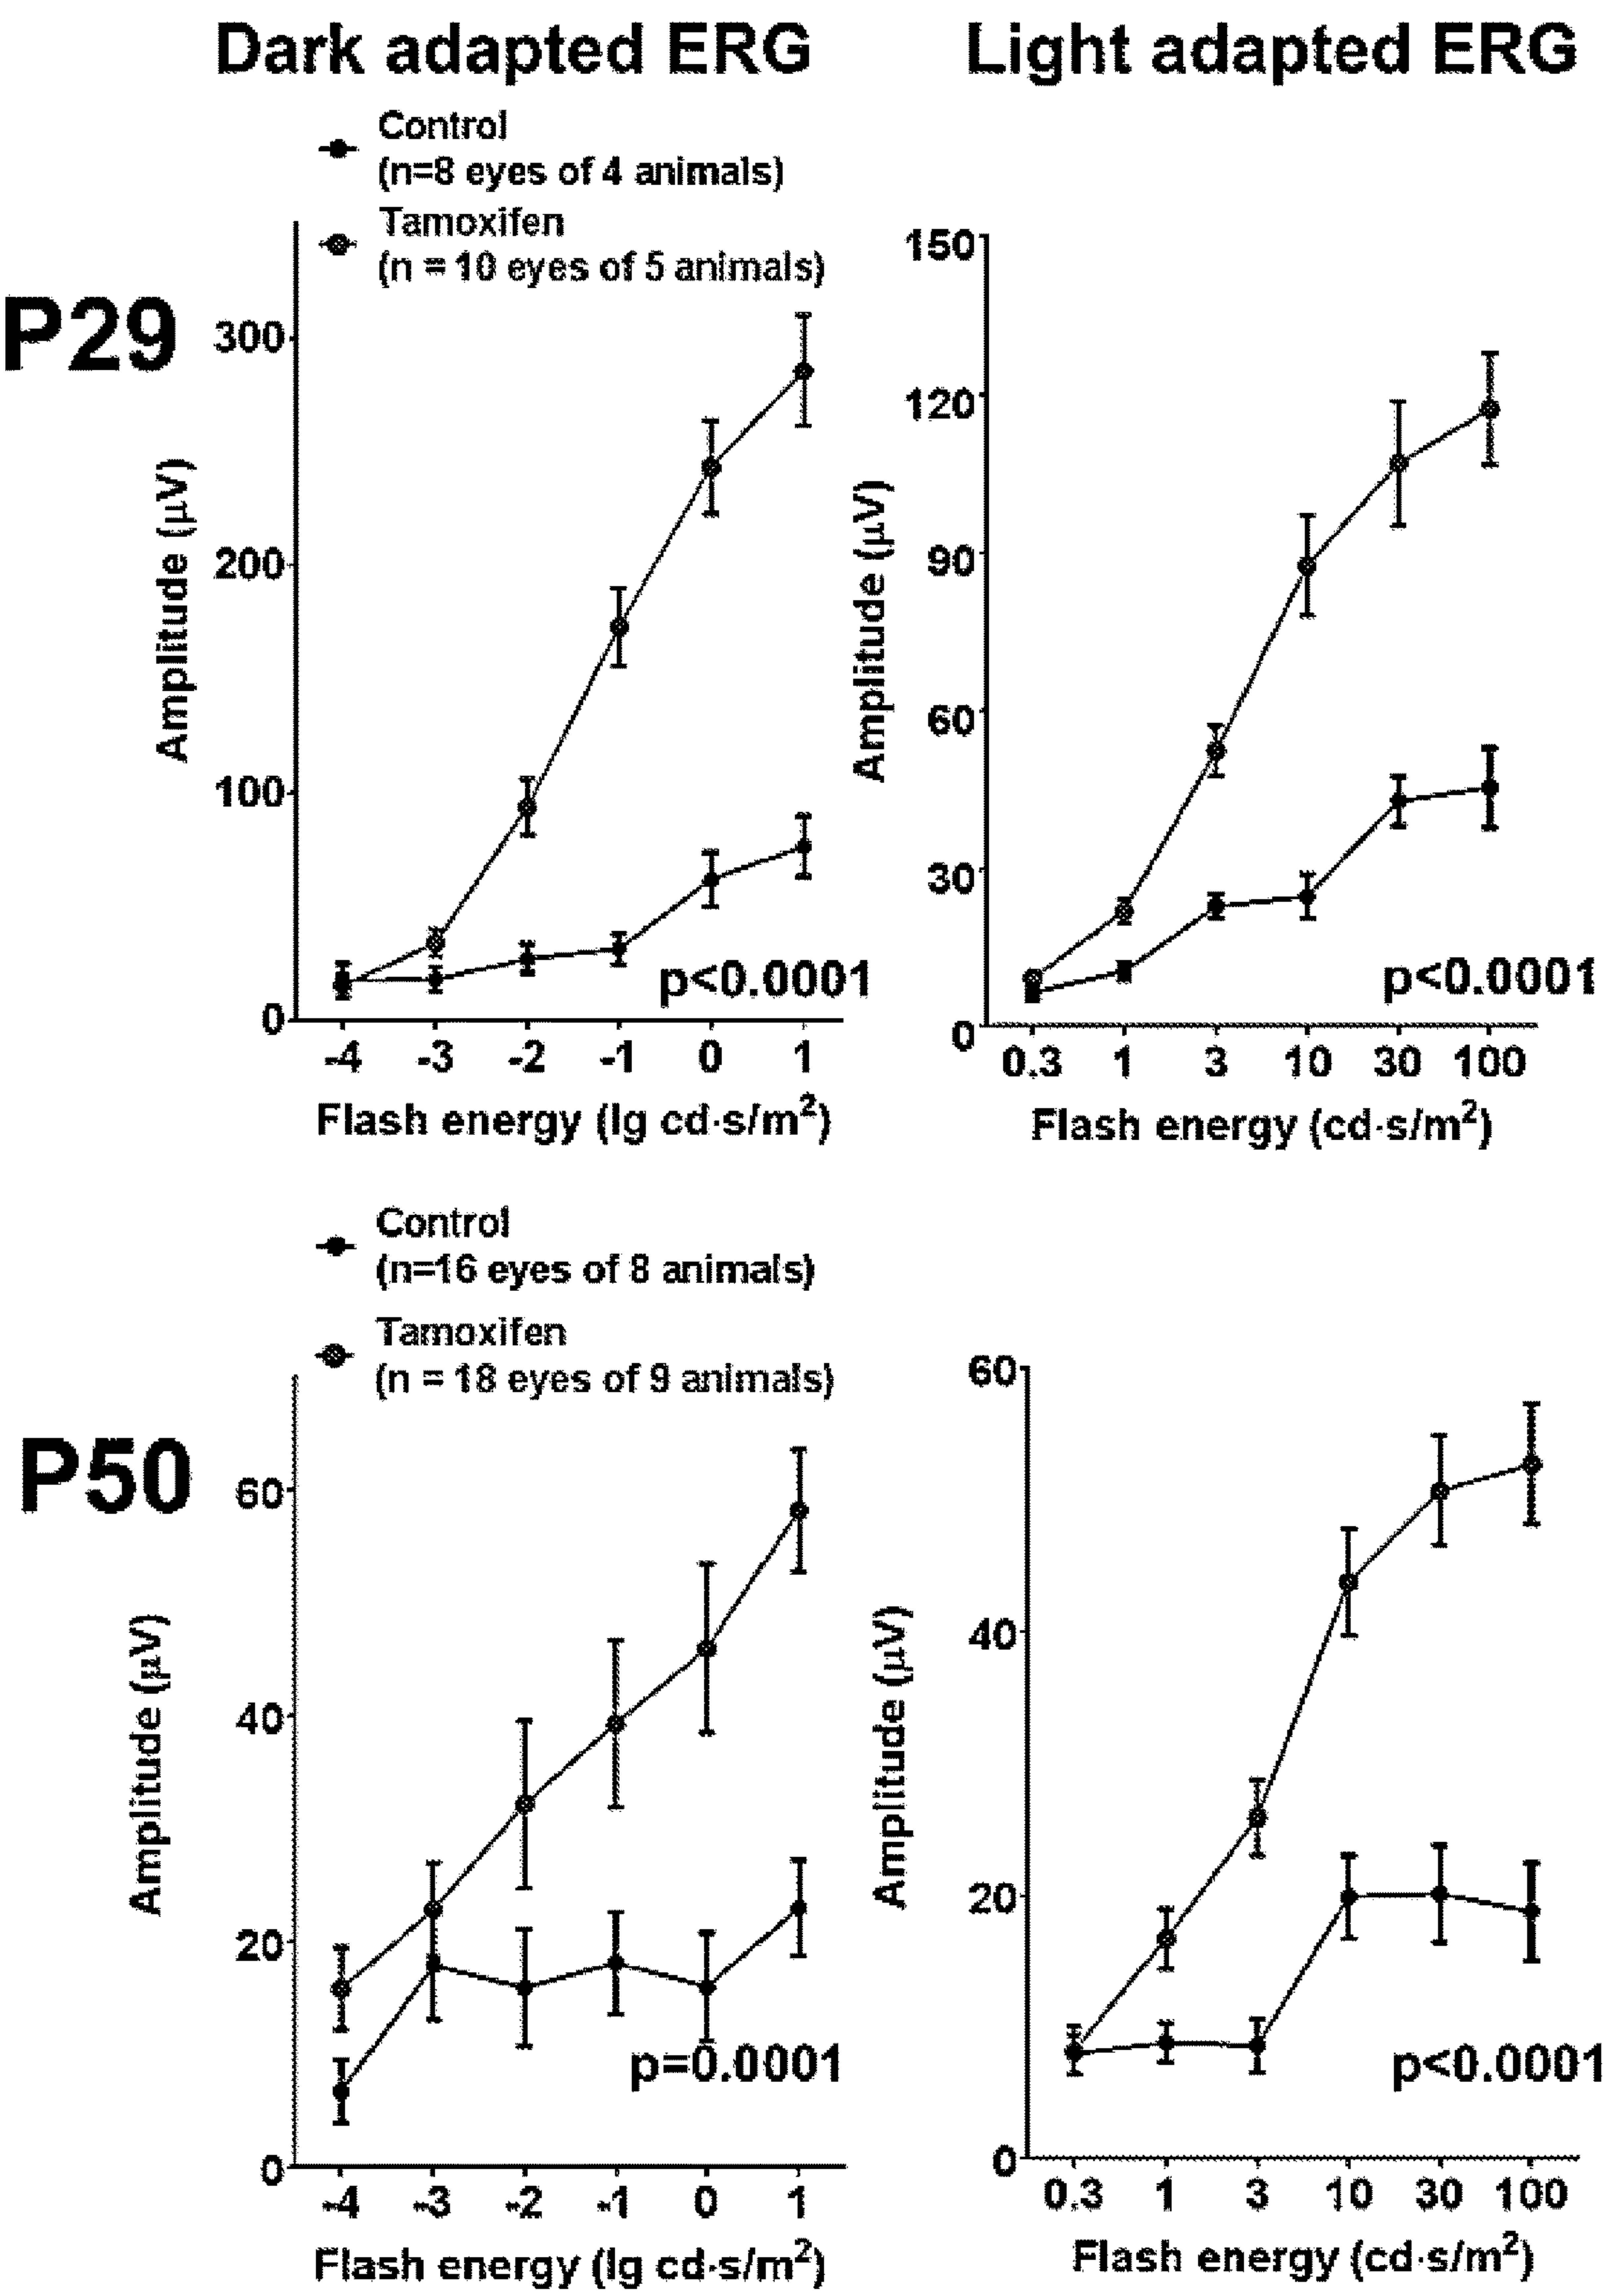 Dark adapted ERG
Light adapted ERG
Control
(n=8 eyes of 4 animals)
Tamoxifen
(n = 10 eyes of 5 animals)
P29
Amplitude (μV)
300
200
100
0
p<0.0001
-4 -3 -2 -1 0 1
Flash energy (lg cd·s/m²)
Amplitude (μV)
150
120
90
60
30
0
p<0.0001
0.3 1 3 10 30 100
Flash energy (cd·s/m²)
Control
(n=16 eyes of 8 animals)
Tamoxifen
(n = 18 eyes of 9 animals)
P50
Amplitude (μV)
60
40
20
0
p=0.0001
-4 -3 -2 -1 0 1
Flash energy (lg cd·s/m²)
Amplitude (μV)
60
40
20
0
p<0.0001
0.3 1 3 10 30 100
Flash energy (cd·s/m²)